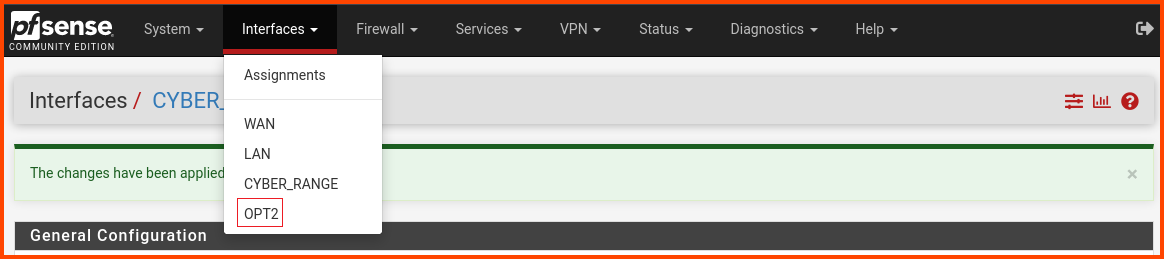 pfsense
COMMUNITY EDITION
System Interfaces Firewall Services VPN Status Diagnostics Help
Assignments
WAN
LAN
CYBER_RANGE
OPT2
Interfaces / CYBER_
The changes have been applied
General Configuration